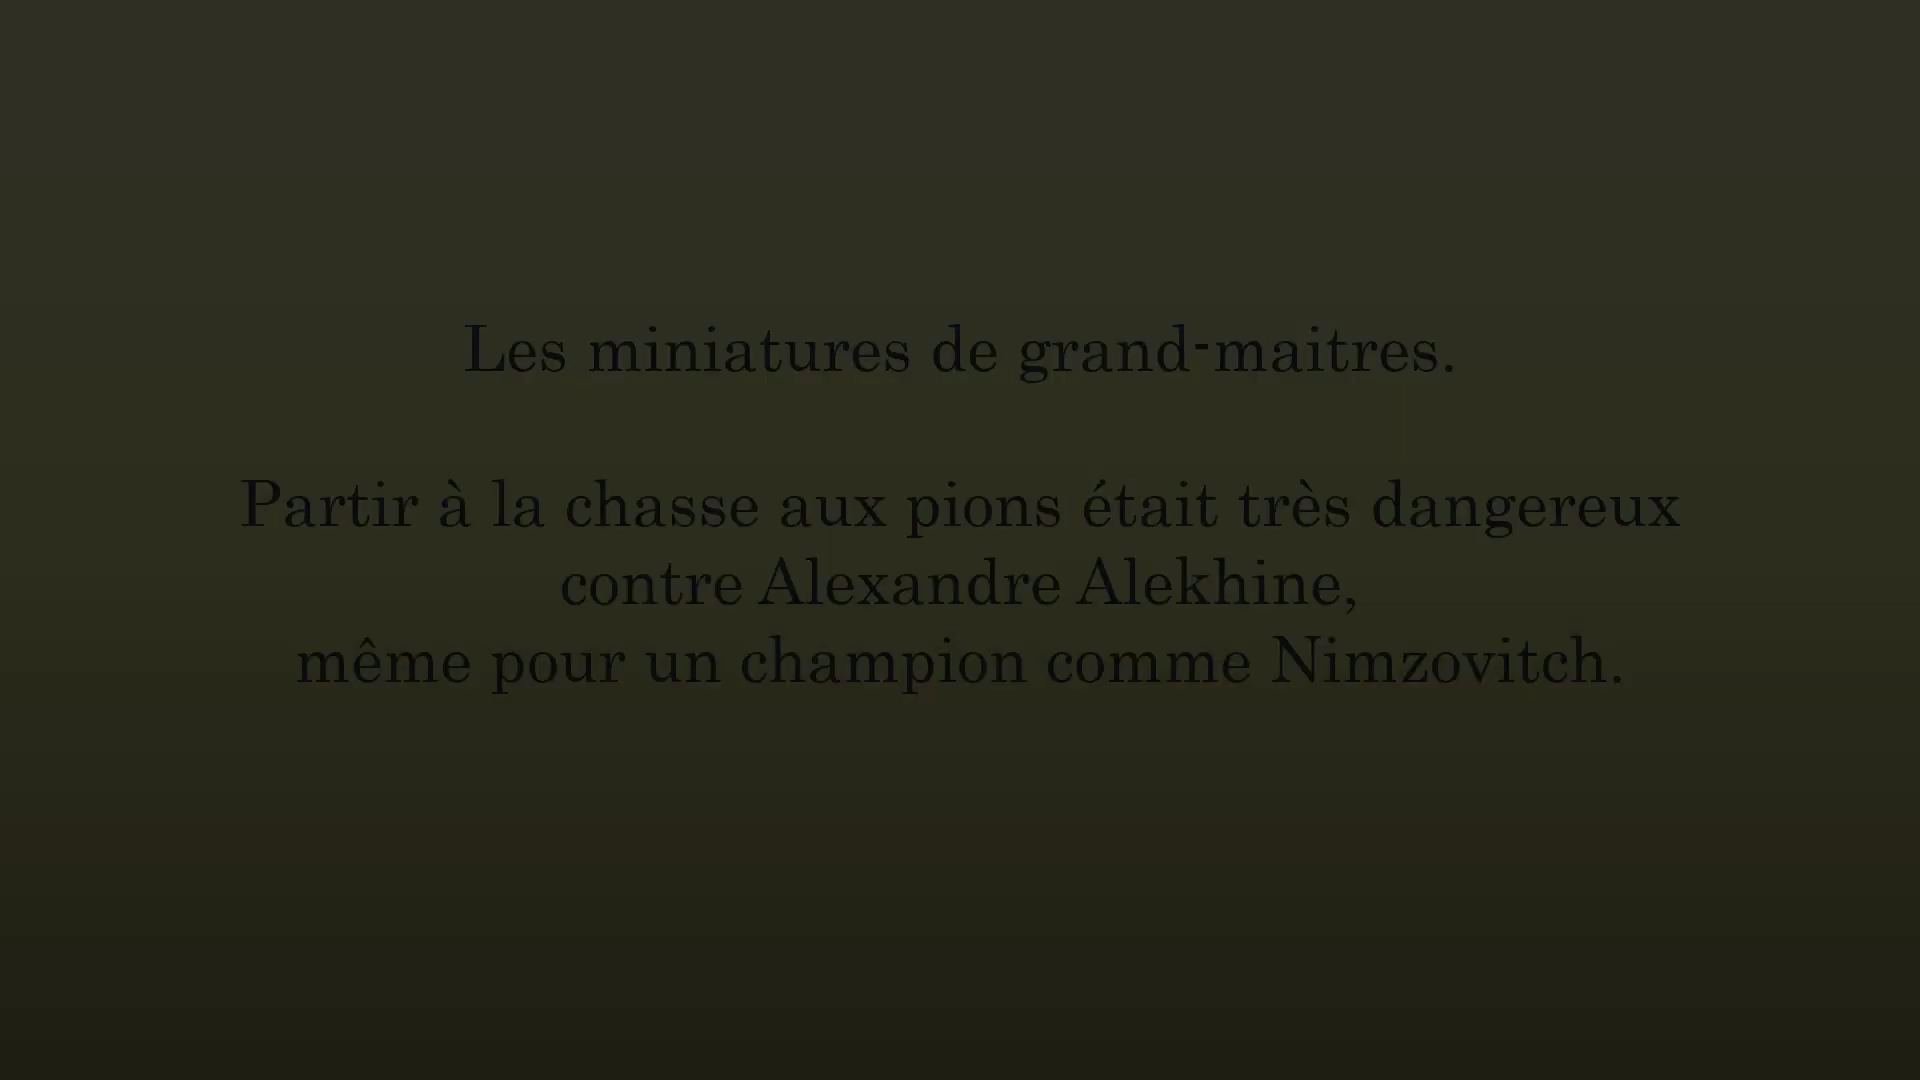 Les miniatures de grand-maitres.
Partir à la chasse aux pions était très dangereux
contre Alexandre Alekhine,
même pour un champion comme Nimzovitch.